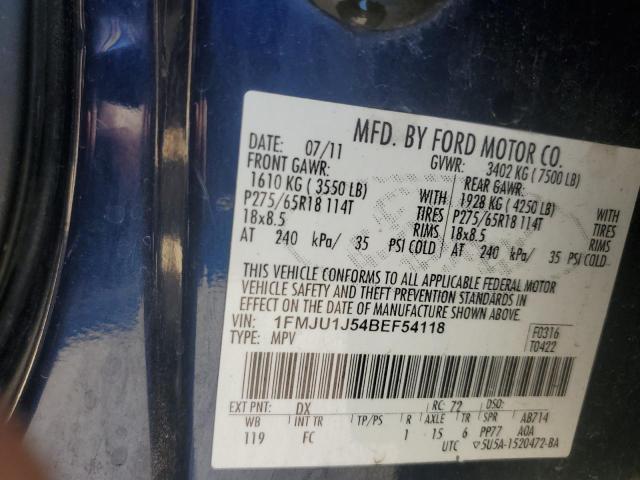 MFD. BY FORD MOTOR CO.
DATE: 07/11 GVWR: 3402 KG ( 7500 LB)
FRONT GAWR: REAR GAWR:
1610 KG ( 3550 LB) WITH 1928 KG ( 4250 LB) WITH
P275/65R18 114T TIRES P275/65R18 114T TIRES
18x8.5 RIMS 18x8.5 RIMS
AT 240 kPa/ 35 PSI COLD AT 240 kPa/ 35 PSI COLD
THIS VEHICLE CONFORMS TO ALL APPLICABLE FEDERAL MOTOR
VEHICLE SAFETY AND THEFT PREVENTION STANDARDS IN
EFFECT ON THE DATE OF MANUFACTURE SHOWN ABOVE.
VIN: 1FMJU1J54BEF54118 F0316
TYPE: MPV T0422
EXT PNT: DX RC: 72 DSO:
WB INT TR TP/PS R AXLE TR SPR AB714
119 FC 1 15 6 PP77 AOA
UTC 5U5A-1520472-BA